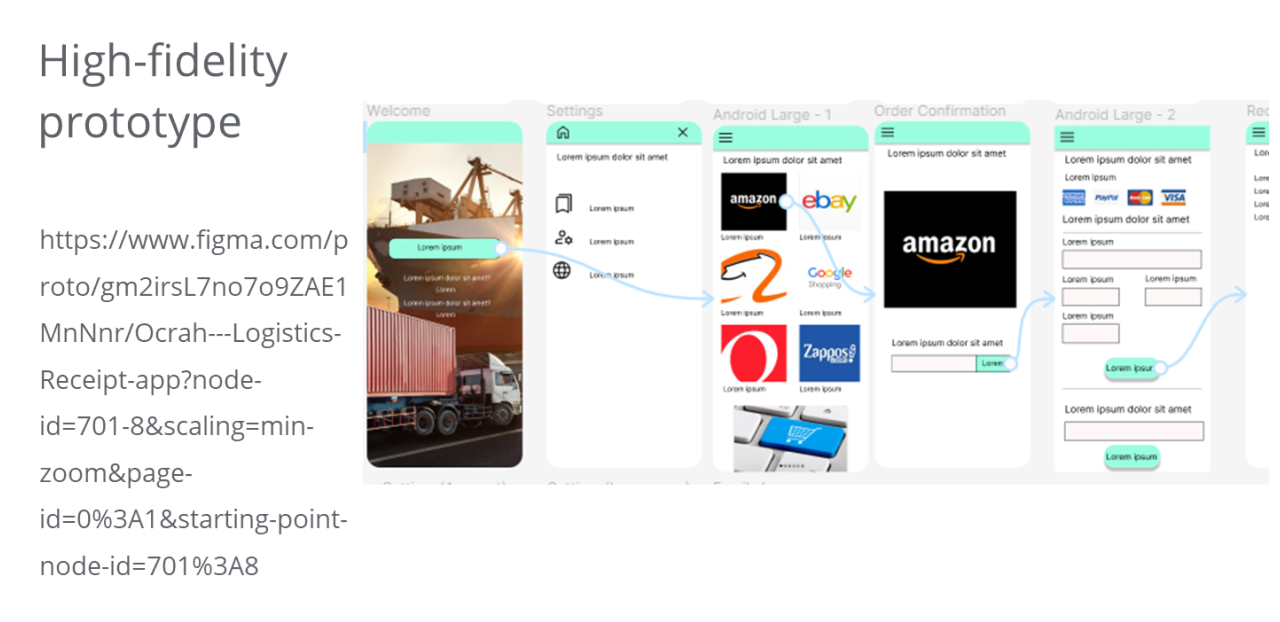 High-fidelity
prototype
https://www.figma.com/p
roto/gm2irsL7no7o9ZAE1
MnNnr/Ocrah---Logistics-
Receipt-app?node-
id=701-8&scaling=min-
zoom&page-
id=0%3A1&starting-point-
node-id=701%3A8
Welcome
Lorem ipsum
Lorem ipsum dolor sit amet?
Lorem
Lorem ipsum dolor sit amet?
Lorem
Settings
Lorem ipsum dolor sit amet
Lorem ipsum
Lorem ipsum
Lorem ipsum
Android Large - 1
Lorem ipsum dolor sit amet
amazon
ebay
Lorem ipsum
Lorem ipsum
Google
Shopping
Lorem ipsum
Lorem ipsum
Zappos
Lorem ipsum
Lorem ipsum
Order Confirmation
Lorem ipsum dolor sit amet
amazon
Lorem ipsum dolor sit amet
Lorem
Android Large - 2
Lorem ipsum dolor sit amet
Lorem ipsum
PayPal
VISA
Lorem ipsum dolor sit amet
Lorem ipsum
Lorem ipsum
Lorem ipsum
Lorem ipsum
Lorem ipsum
Lorem ipsum dolor sit amet
Lorem ipsum